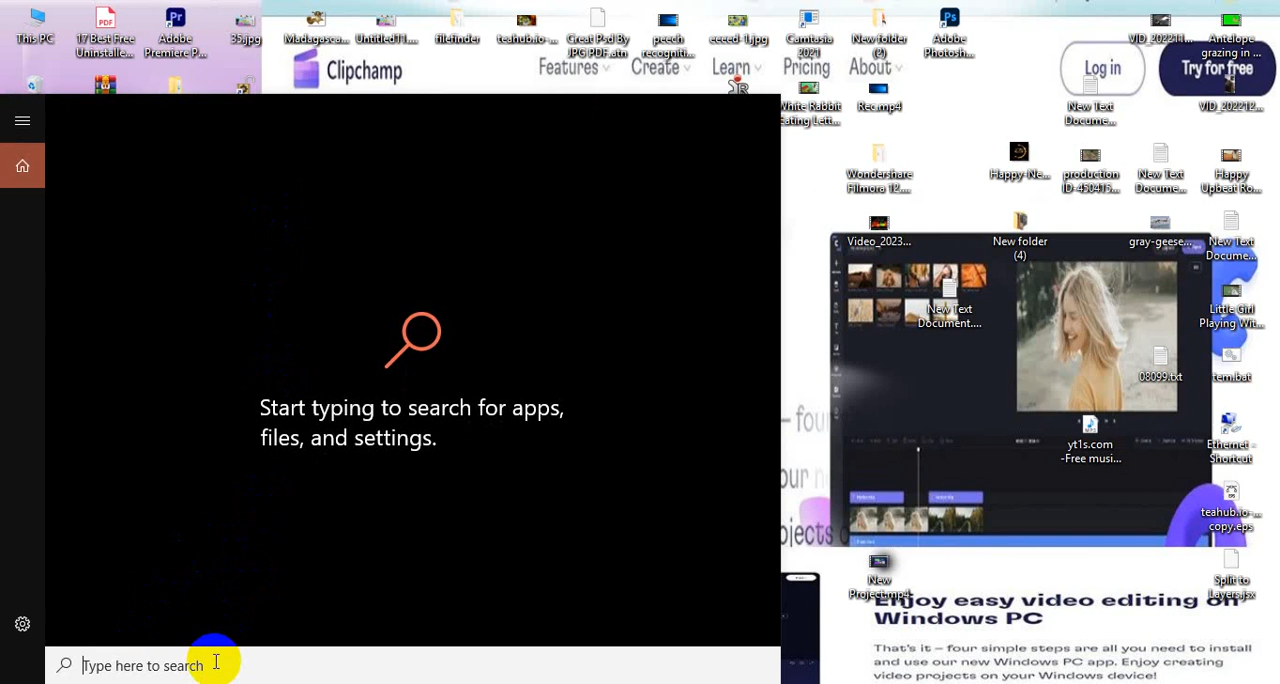 This PC
17 Best Free
Uninstalle...
Adobe
Premiere P...
35.jpg
Madagasca...
Untitled11....
filefinder
teahub.io-...
Creat Psd By
JPG PDF.atn
peech
recogniti...
eeeed-1.jpg
Camtasia
2021
New folder
(2)
Adobe
Photosh...
VID_202211...
Antelope
grazing in ...
Clipchamp
Features
Create
Learn
Pricing
About
Log in
Try for free
White Rabbit
Eating Lett...
Rec.mp4
New Text
Docume...
VID_202212...
Wondershare
Filmora 12....
Happy-Ne...
production
ID-450415...
New Text
Docume...
Happy
Upbeat Ro...
Video_2023...
New folder
(4)
gray-geese...
New Text
Docume...
New Text
Document....
Little Girl
Playing Wit...
08099.txt
tem.bat
Start typing to search for apps,
files, and settings.
yt1s.com
-Free musi...
Ethernet -
Shortcut
teahub.io-...
copy.eps
New
Project.mp4
Split to
Layers.jsx
Enjoy easy video editing on
Windows PC
That's it – four simple steps are all you need to
install and use our new Windows PC app. Enjoy creating
video projects on your Windows device!
Type here to search